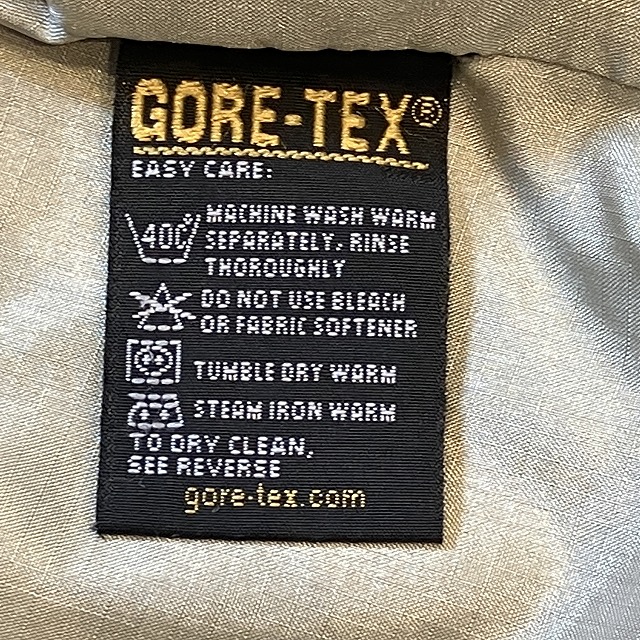 GORE-TEX®
EASY CARE:
40C MACHINE WASH WARM
SEPARATELY, RINSE
THOROUGHLY
DO NOT USE BLEACH
OR FABRIC SOFTENER
TUMBLE DRY WARM
STEAM IRON WARM
TO DRY CLEAN,
SEE REVERSE
gore-tex.com